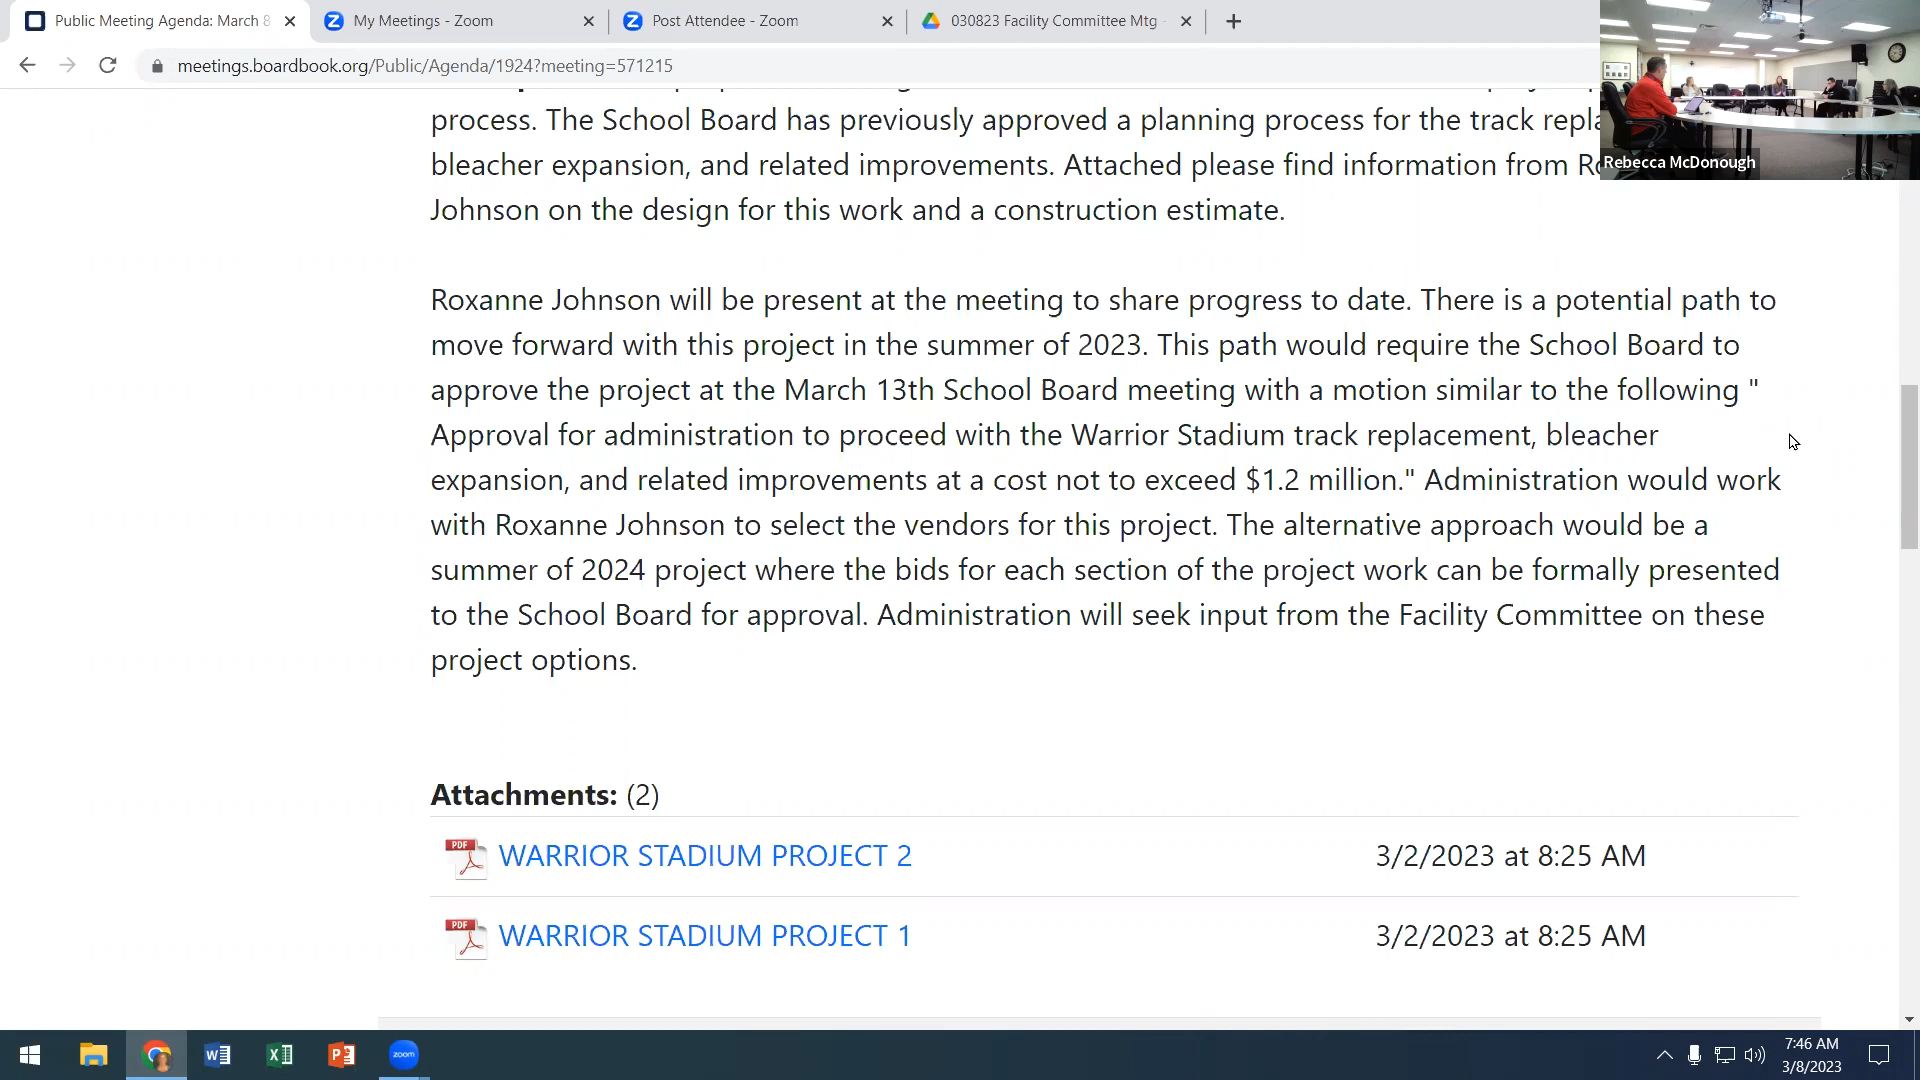 Public Meeting Agenda: March 8
My Meetings - Zoom
Post Attendee - Zoom
030823 Facility Committee Mtg -
meetings.boardbook.org/Public/Agenda/1924?meeting=571215
process. The School Board has previously approved a planning process for the track repla
bleacher expansion, and related improvements. Attached please find information from Ro
Johnson on the design for this work and a construction estimate.
Rebecca McDonough
Roxanne Johnson will be present at the meeting to share progress to date. There is a potential path to
move forward with this project in the summer of 2023. This path would require the School Board to
approve the project at the March 13th School Board meeting with a motion similar to the following "
Approval for administration to proceed with the Warrior Stadium track replacement, bleacher
expansion, and related improvements at a cost not to exceed $1.2 million." Administration would work
with Roxanne Johnson to select the vendors for this project. The alternative approach would be a
summer of 2024 project where the bids for each section of the project work can be formally presented
to the School Board for approval. Administration will seek input from the Facility Committee on these
project options.
Attachments: (2)
PDF WARRIOR STADIUM PROJECT 2 3/2/2023 at 8:25 AM
PDF WARRIOR STADIUM PROJECT 1 3/2/2023 at 8:25 AM
zoom
7:46 AM
3/8/2023